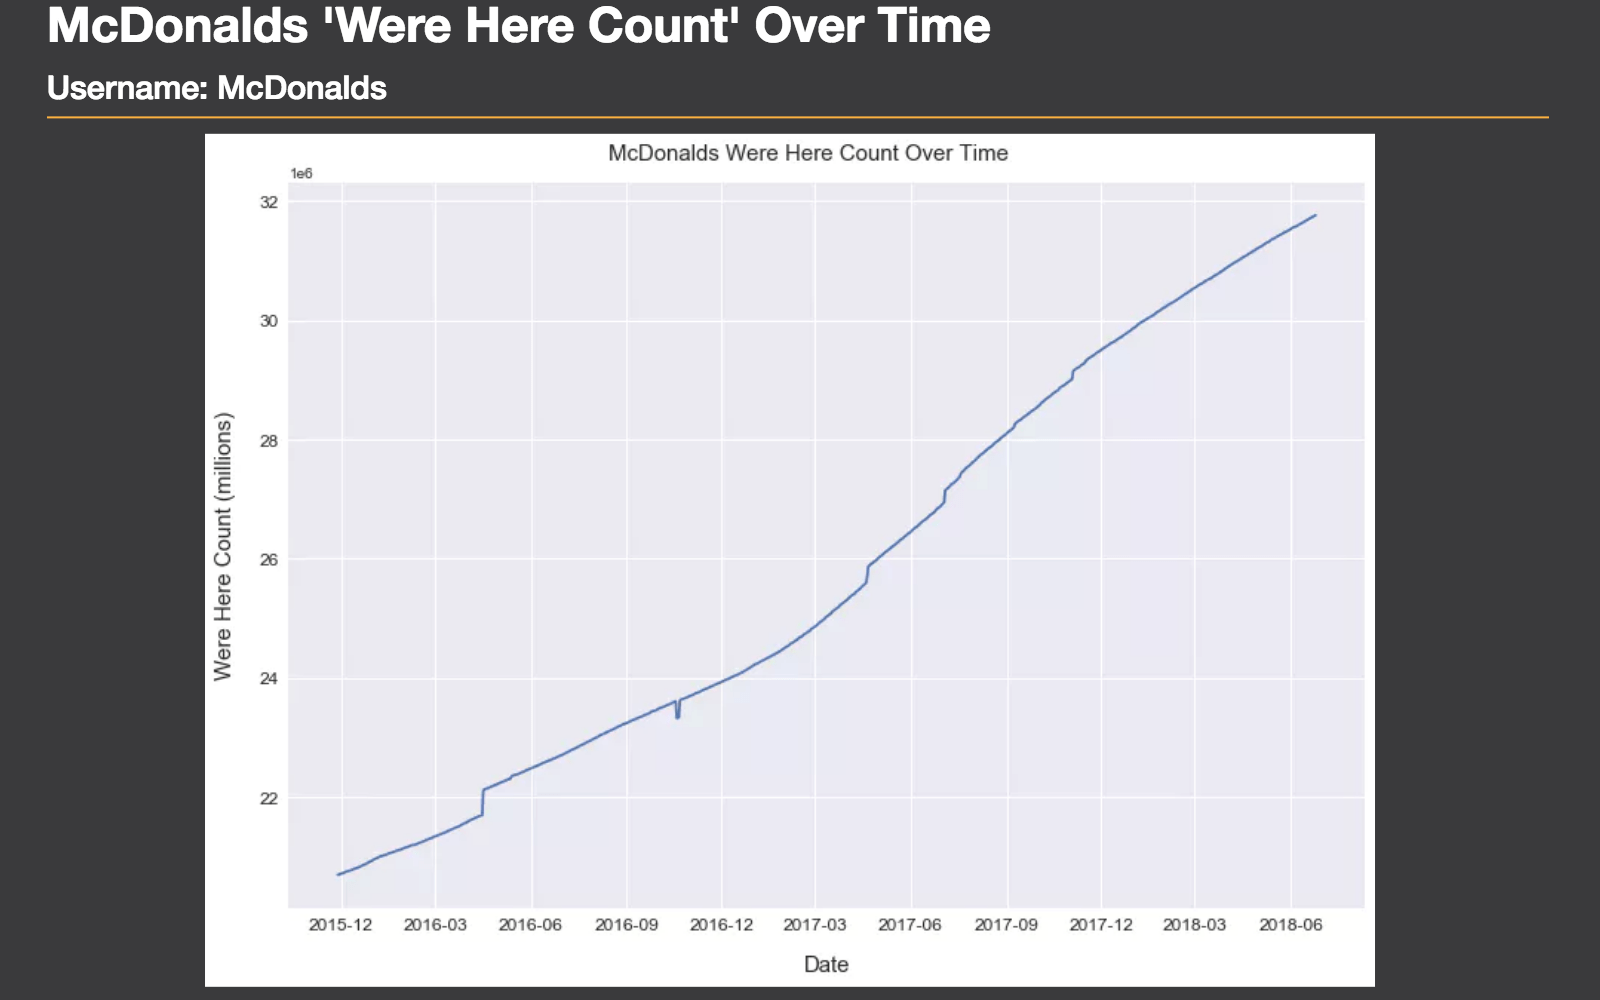 McDonalds 'Were Here Count' Over Time
Username: McDonalds
McDonalds Were Here Count Over Time
1e6
32
30
28
26
24
22
Were Here Count (millions)
2015-12 2016-03 2016-06 2016-09 2016-12 2017-03 2017-06 2017-09 2017-12 2018-03 2018-06
Date